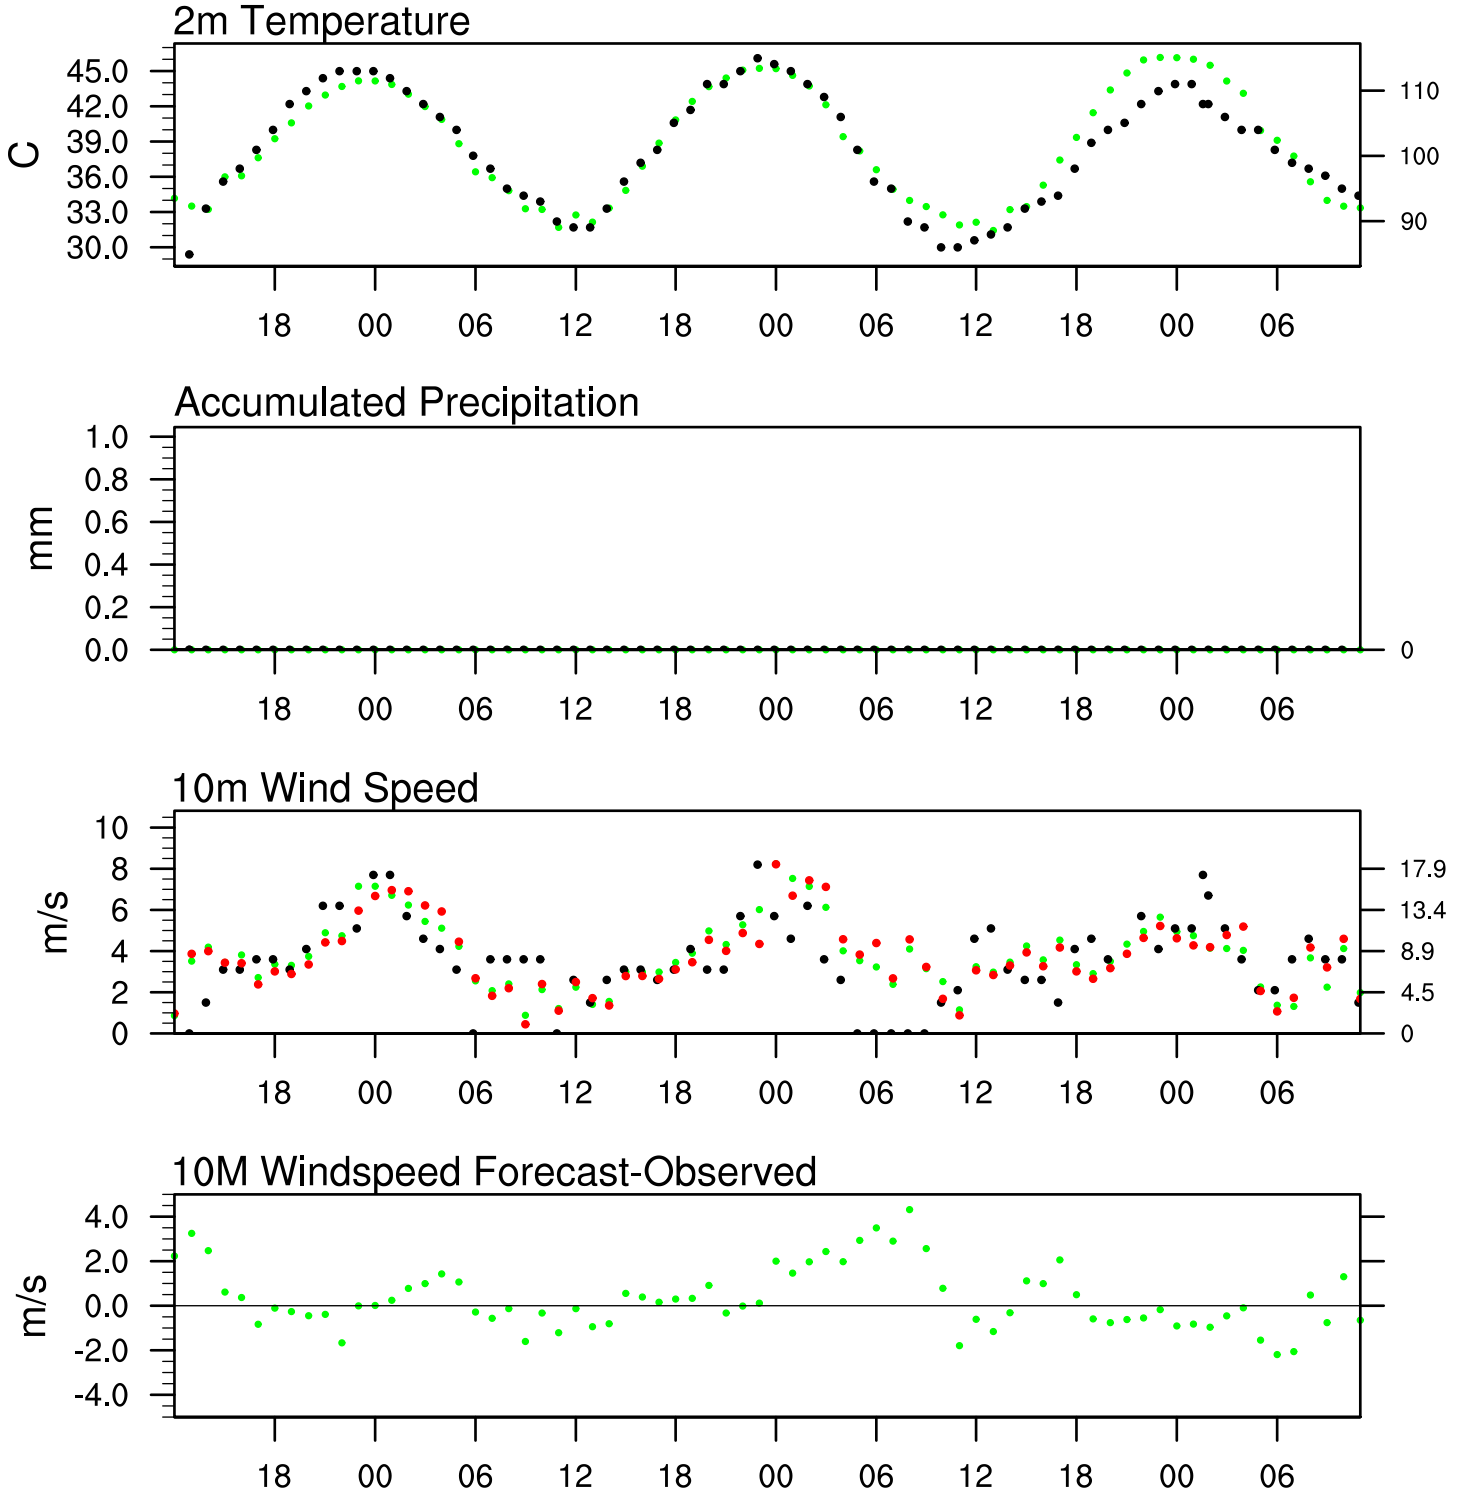 2m Temperature
45.0
42.0
39.0
36.0
33.0
30.0
C
110
100
90
18 00 06 12 18 00 06 12 18 00 06
Accumulated Precipitation
1.0
0.8
0.6
0.4
0.2
0.0
mm
0
18 00 06 12 18 00 06 12 18 00 06
10m Wind Speed
10
8
6
4
2
0
m/s
17.9
13.4
8.9
4.5
0
18 00 06 12 18 00 06 12 18 00 06
10M Windspeed Forecast-Observed
4.0
2.0
0.0
-2.0
-4.0
m/s
18 00 06 12 18 00 06 12 18 00 06